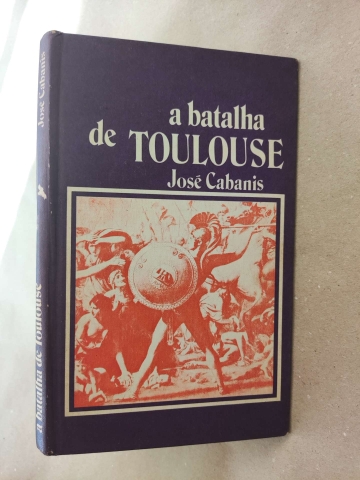 a batalha
de TOULOUSE
José Cabanis
José Cabanis
a batalha de Toulouse